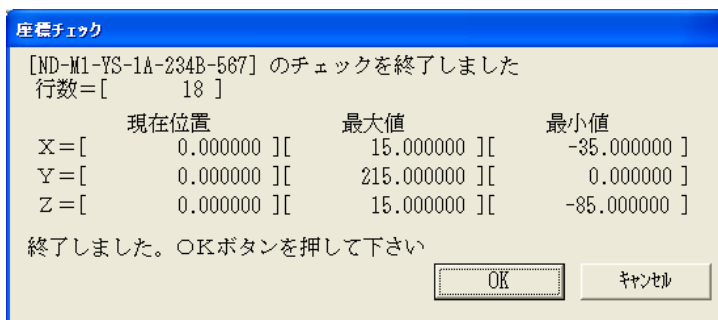 座標チェック
[ND-M1-YS-1A-234B-567] のチェックを終了しました
行数=[ 18 ]
現在位置 最大値 最小値
X=[ 0.000000 ][ 15.000000 ][ -35.000000 ]
Y=[ 0.000000 ][ 215.000000 ][ 0.000000 ]
Z=[ 0.000000 ][ 15.000000 ][ -85.000000 ]
終了しました。OKボタンを押して下さい
OK キャンセル